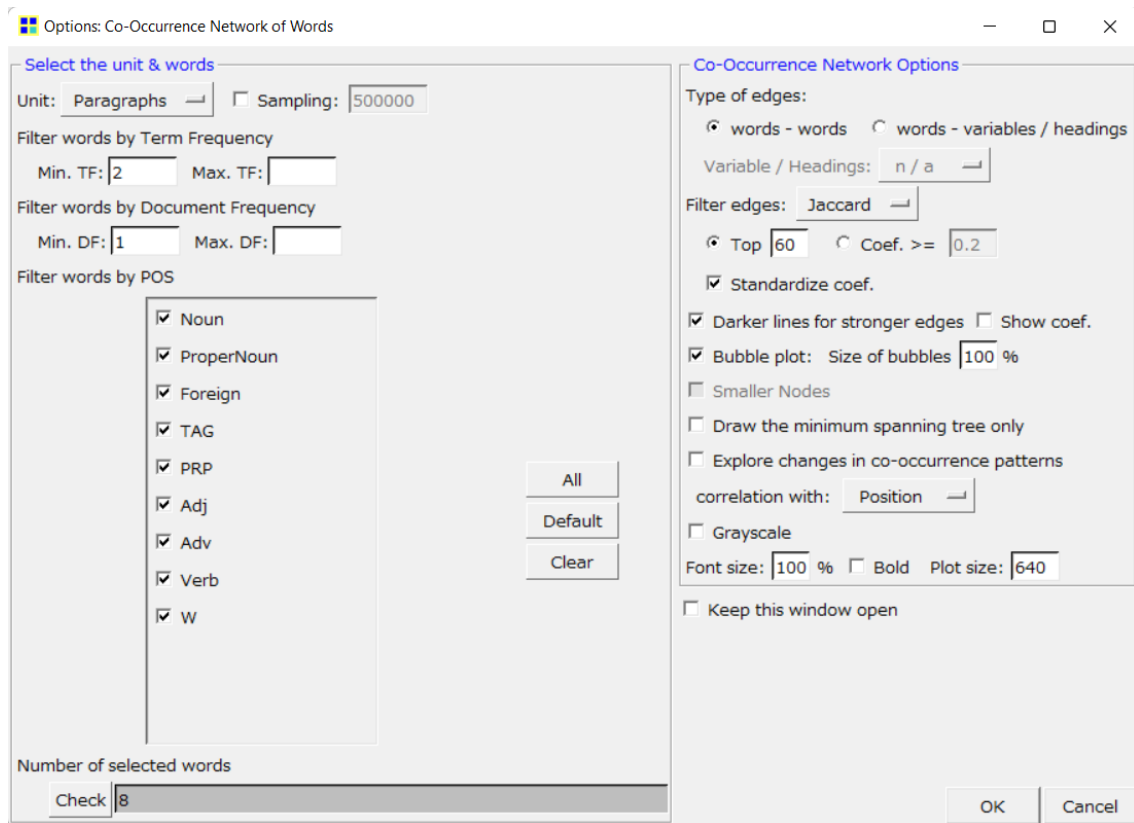 Options: Co-Occurrence Network of Words
Select the unit & words
Unit: Paragraphs Sampling: 500000
Filter words by Term Frequency
Min. TF: 2 Max. TF:
Filter words by Document Frequency
Min. DF: 1 Max. DF:
Filter words by POS
Noun
ProperNoun
Foreign
TAG
PRP
Adj
Adv
Verb
W
All
Default
Clear
Number of selected words
Check 8
Co-Occurrence Network Options
Type of edges:
words - words words - variables / headings
Variable / Headings: n / a
Filter edges: Jaccard
Top 60 Coef. >= 0.2
Standardize coef.
Darker lines for stronger edges Show coef.
Bubble plot: Size of bubbles 100 %
Smaller Nodes
Draw the minimum spanning tree only
Explore changes in co-occurrence patterns
correlation with: Position
Grayscale
Font size: 100 % Bold Plot size: 640
Keep this window open
OK Cancel